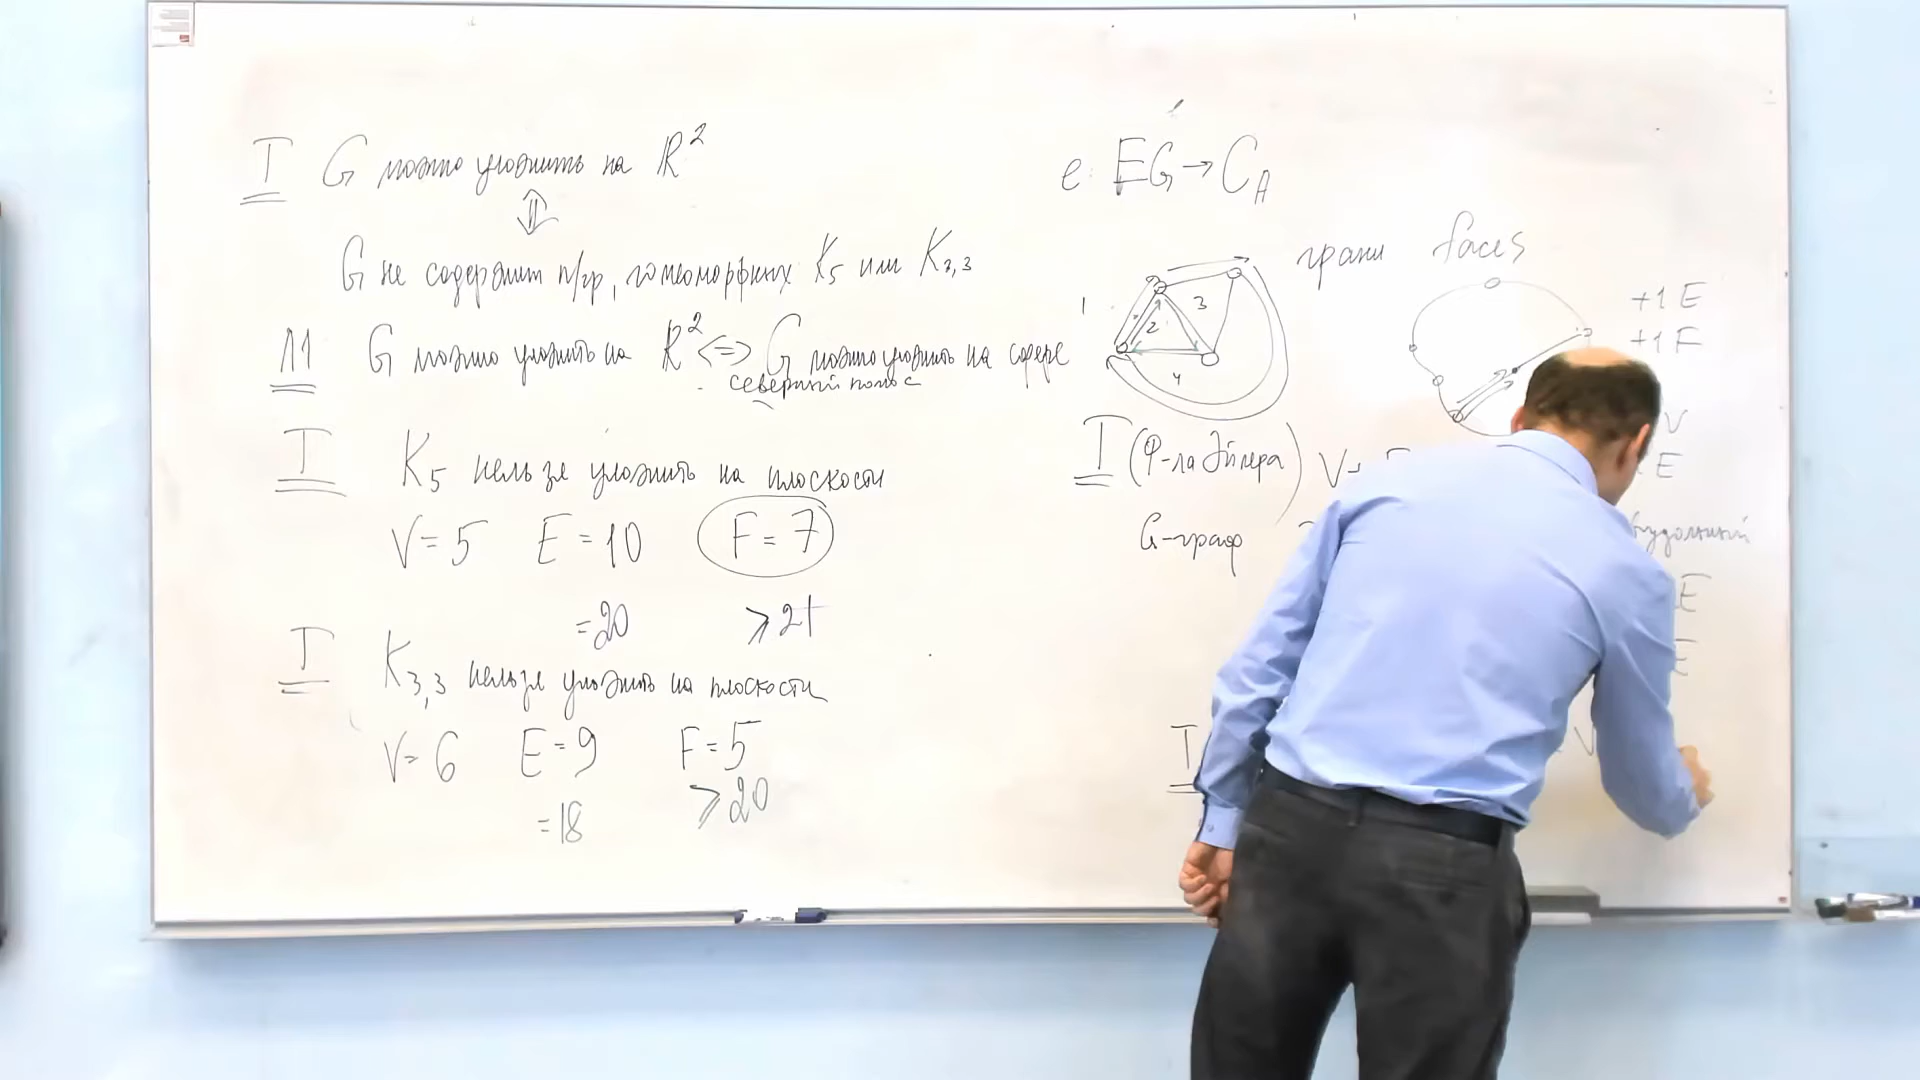 T G можно уложить на R²
⇕
G не содержит п/гр, гомеоморфных K₅ или K₃,₃
Л1 G можно уложить на R² <=> G можно уложить на сфере
северный полюс
T K₅ нельзя уложить на плоскости
V = 5 E = 10 F = 7
= 20 ⩾ 21
T K₃,₃ нельзя уложить на плоскости
V = 6 E = 9 F = 5
= 18 ⩾ 20
e: EG → C_A
грани faces
1
2
3
4
+1 E
+1 F
T (Ф-ла Эйлера) V
V
E
G-граф
E
E
T
V